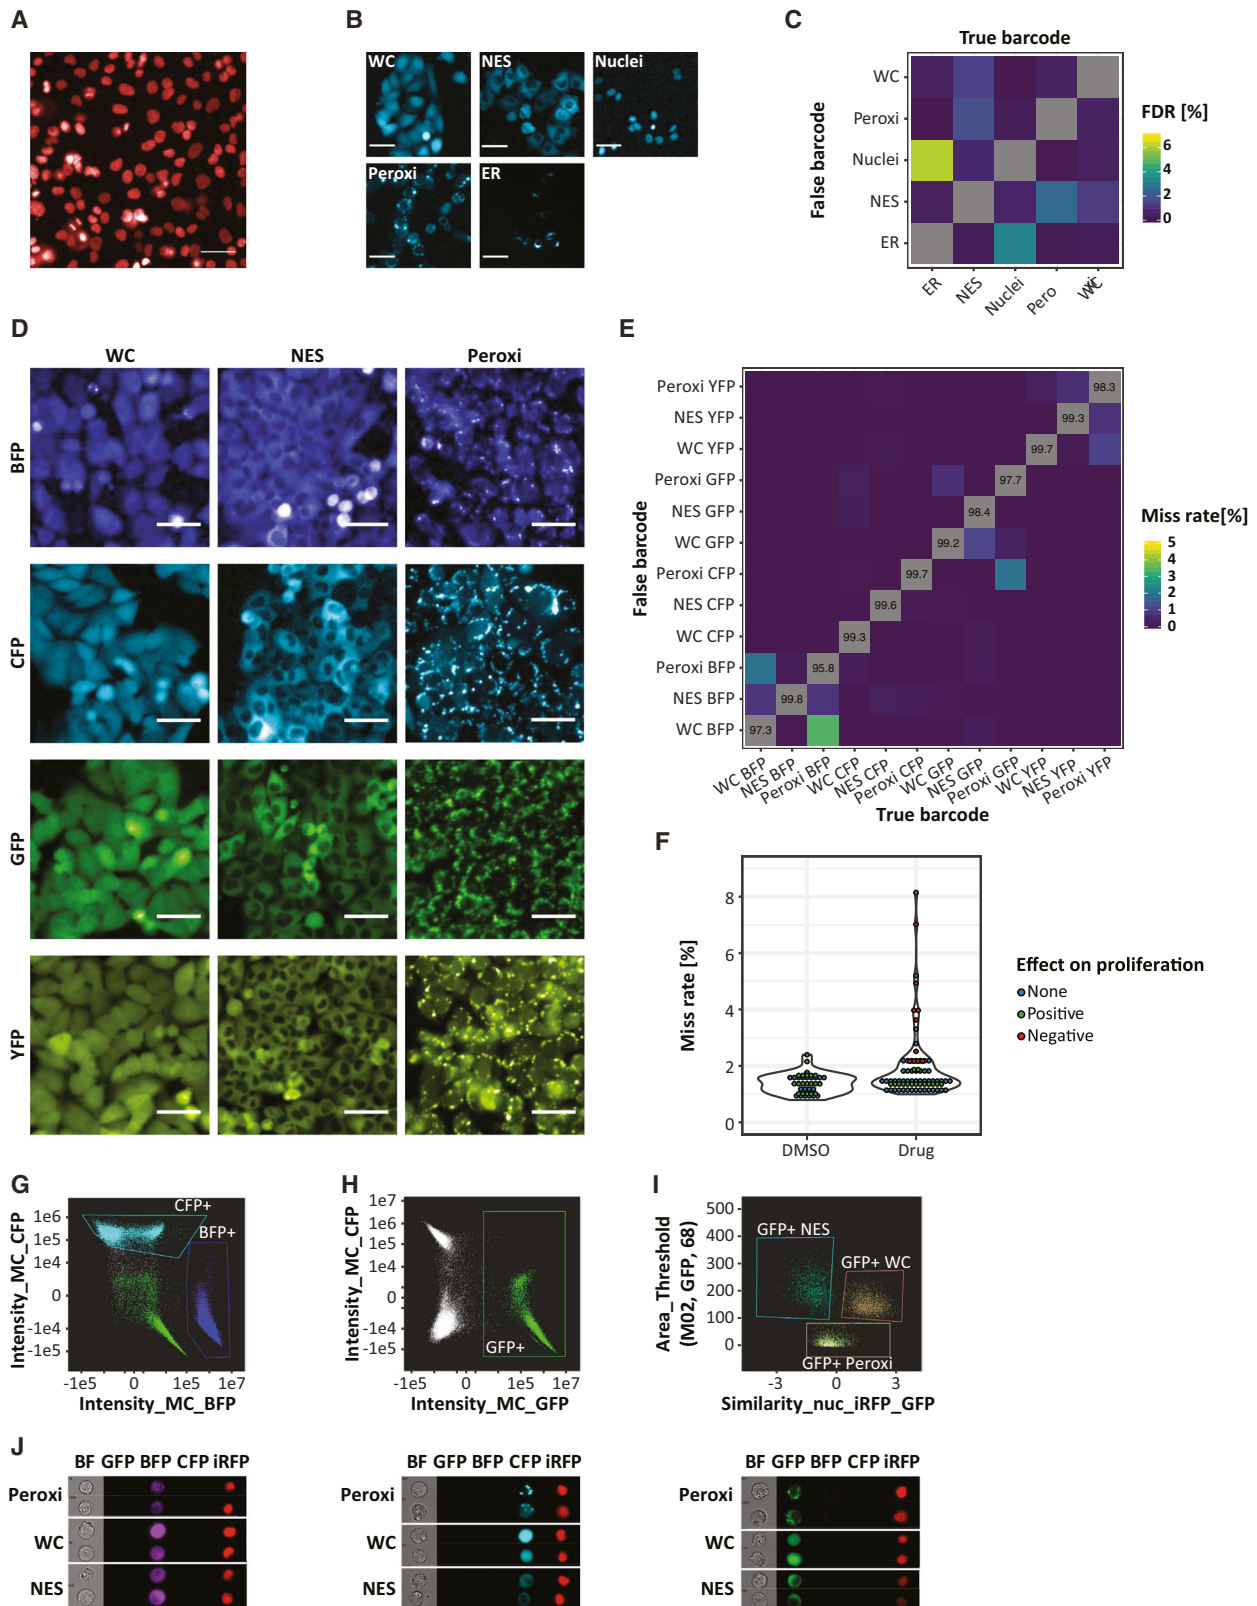 A
B
C
WC
NES
Nuclei
Peroxi
ER
True barcode
False barcode
WC
Peroxi
Nuclei
NES
ER
ER
NES
Nuclei
Pero
WC
FDR [%]
6
4
2
0
D
WC
NES
Peroxi
BFP
CFP
GFP
YFP
E
False barcode
Peroxi YFP
NES YFP
WC YFP
Peroxi GFP
NES GFP
WC GFP
Peroxi CFP
NES CFP
WC CFP
Peroxi BFP
NES BFP
WC BFP
98.3
99.3
99.7
97.7
98.4
99.2
99.7
99.6
99.3
95.8
99.8
97.3
WC BFP
NES BFP
Peroxi BFP
WC CFP
NES CFP
Peroxi CFP
WC GFP
NES GFP
Peroxi GFP
WC YFP
NES YFP
Peroxi YFP
True barcode
Miss rate[%]
5
4
3
2
1
0
F
Miss rate [%]
8
6
4
2
0
DMSO
Drug
Effect on proliferation
None
Positive
Negative
G
Intensity_MC_CFP
1e6
1e5
1e4
0
-1e4
-1e5
CFP+
BFP+
-1e5 0 1e5 1e7
Intensity_MC_BFP
H
Intensity_MC_CFP
1e7
1e6
1e5
1e4
0
-1e4
-1e5
GFP+
-1e5 0 1e5 1e7
Intensity_MC_GFP
I
Area_Threshold
(M02, GFP, 68)
500
400
300
200
100
0
GFP+ NES
GFP+ WC
GFP+ Peroxi
-3 0 3
Similarity_nuc_iRFP_GFP
J
BF GFP BFP CFP iRFP
Peroxi
WC
NES
BF GFP BFP CFP iRFP
Peroxi
WC
NES
BF GFP BFP CFP iRFP
Peroxi
WC
NES